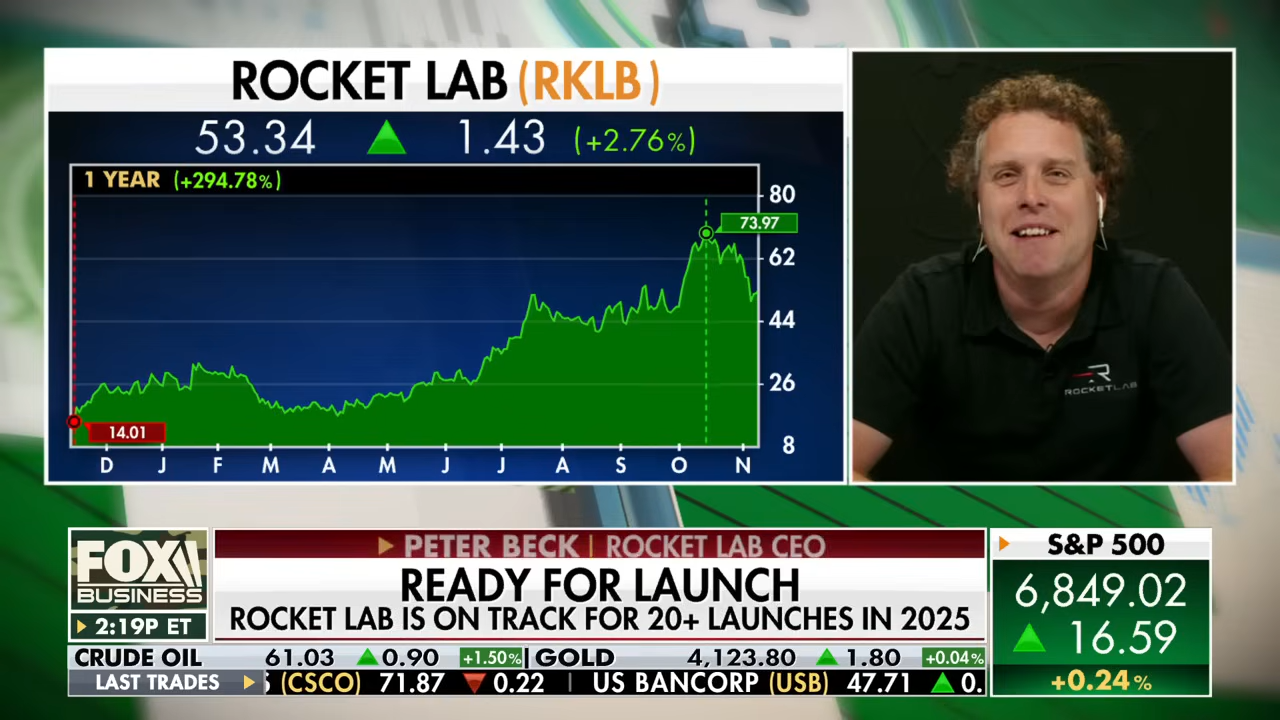 ROCKET LAB (RKLB)
53.34 ▲ 1.43 (+2.76%)
1 YEAR (+294.78%)
80
73.97
62
44
26
14.01
8
D J F M A M J J A S O N
ROCKETLAB
FOX
BUSINESS
2:19P ET
PETER BECK | ROCKET LAB CEO
READY FOR LAUNCH
ROCKET LAB IS ON TRACK FOR 20+ LAUNCHES IN 2025
S&P 500
6,849.02
▲ 16.59
+0.24%
CRUDE OIL 61.03 ▲ 0.90 +1.50% | GOLD 4,123.80 ▲ 1.80 +0.04%
LAST TRADES (CSCO) 71.87 ▼ 0.22 | US BANCORP (USB) 47.71 ▲ 0.